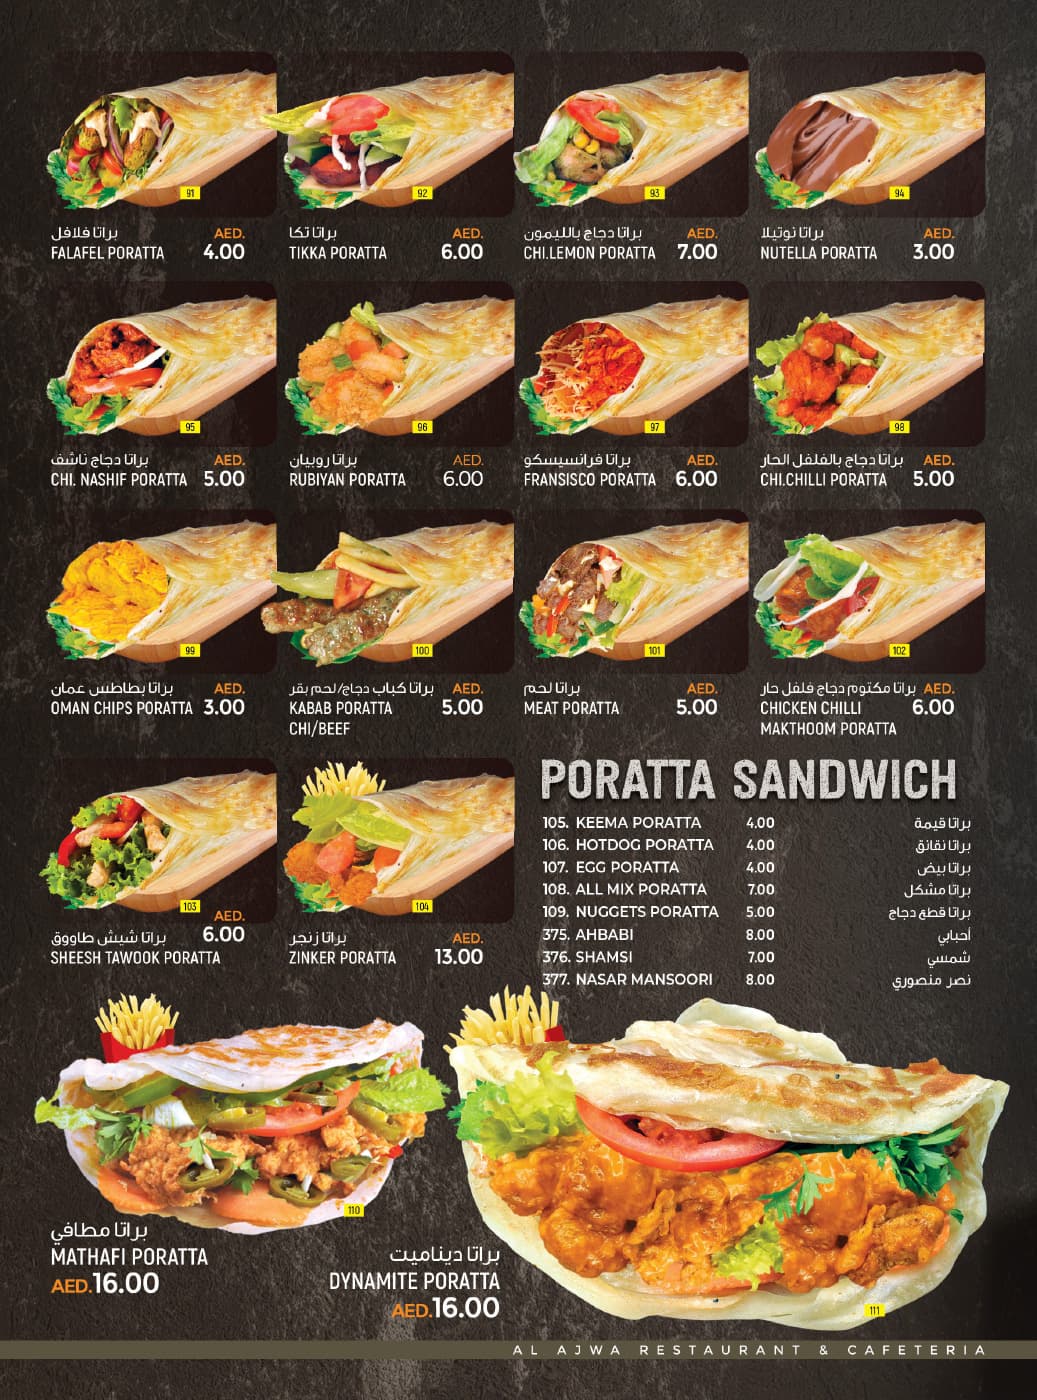 91
براتا فلافل AED.
FALAFEL PORATTA 4.00
92
براتا تكا AED.
TIKKA PORATTA 6.00
93
براتا دجاج بالليمون AED.
CHI.LEMON PORATTA 7.00
94
براتا نوتيلا AED.
NUTELLA PORATTA 3.00
95
براتا دجاج ناشف AED.
CHI. NASHIF PORATTA 5.00
96
براتا روبيان AED.
RUBIYAN PORATTA 6.00
97
براتا فرانسيسكو AED.
FRANSISCO PORATTA 6.00
98
براتا دجاج بالفلفل الحار AED.
CHI.CHILLI PORATTA 5.00
99
براتا بطاطس عمان AED.
OMAN CHIPS PORATTA 3.00
100
براتا كباب دجاج/لحم بقر AED.
KABAB PORATTA 5.00
CHI/BEEF
101
براتا لحم AED.
MEAT PORATTA 5.00
102
براتا مكتوم دجاج فلفل حار AED.
CHICKEN CHILLI 6.00
MAKTHOOM PORATTA
103
AED.
براتا شيش طاووق 6.00
SHEESH TAWOOK PORATTA
104
براتا زنجر AED.
ZINKER PORATTA 13.00
PORATTA SANDWICH
105. KEEMA PORATTA 4.00 براتا قيمة
106. HOTDOG PORATTA 4.00 براتا نقانق
107. EGG PORATTA 4.00 براتا بيض
108. ALL MIX PORATTA 7.00 براتا مشكل
109. NUGGETS PORATTA 5.00 براتا قطع دجاج
375. AHBABI 8.00 أحبابي
376. SHAMSI 7.00 شمسي
377. NASAR MANSOORI 8.00 نصر منصوري
110
براتا مطافي
MATHAFI PORATTA
AED.16.00
براتا ديناميت
DYNAMITE PORATTA
AED.16.00
111
AL AJWA RESTAURANT & CAFETERIA